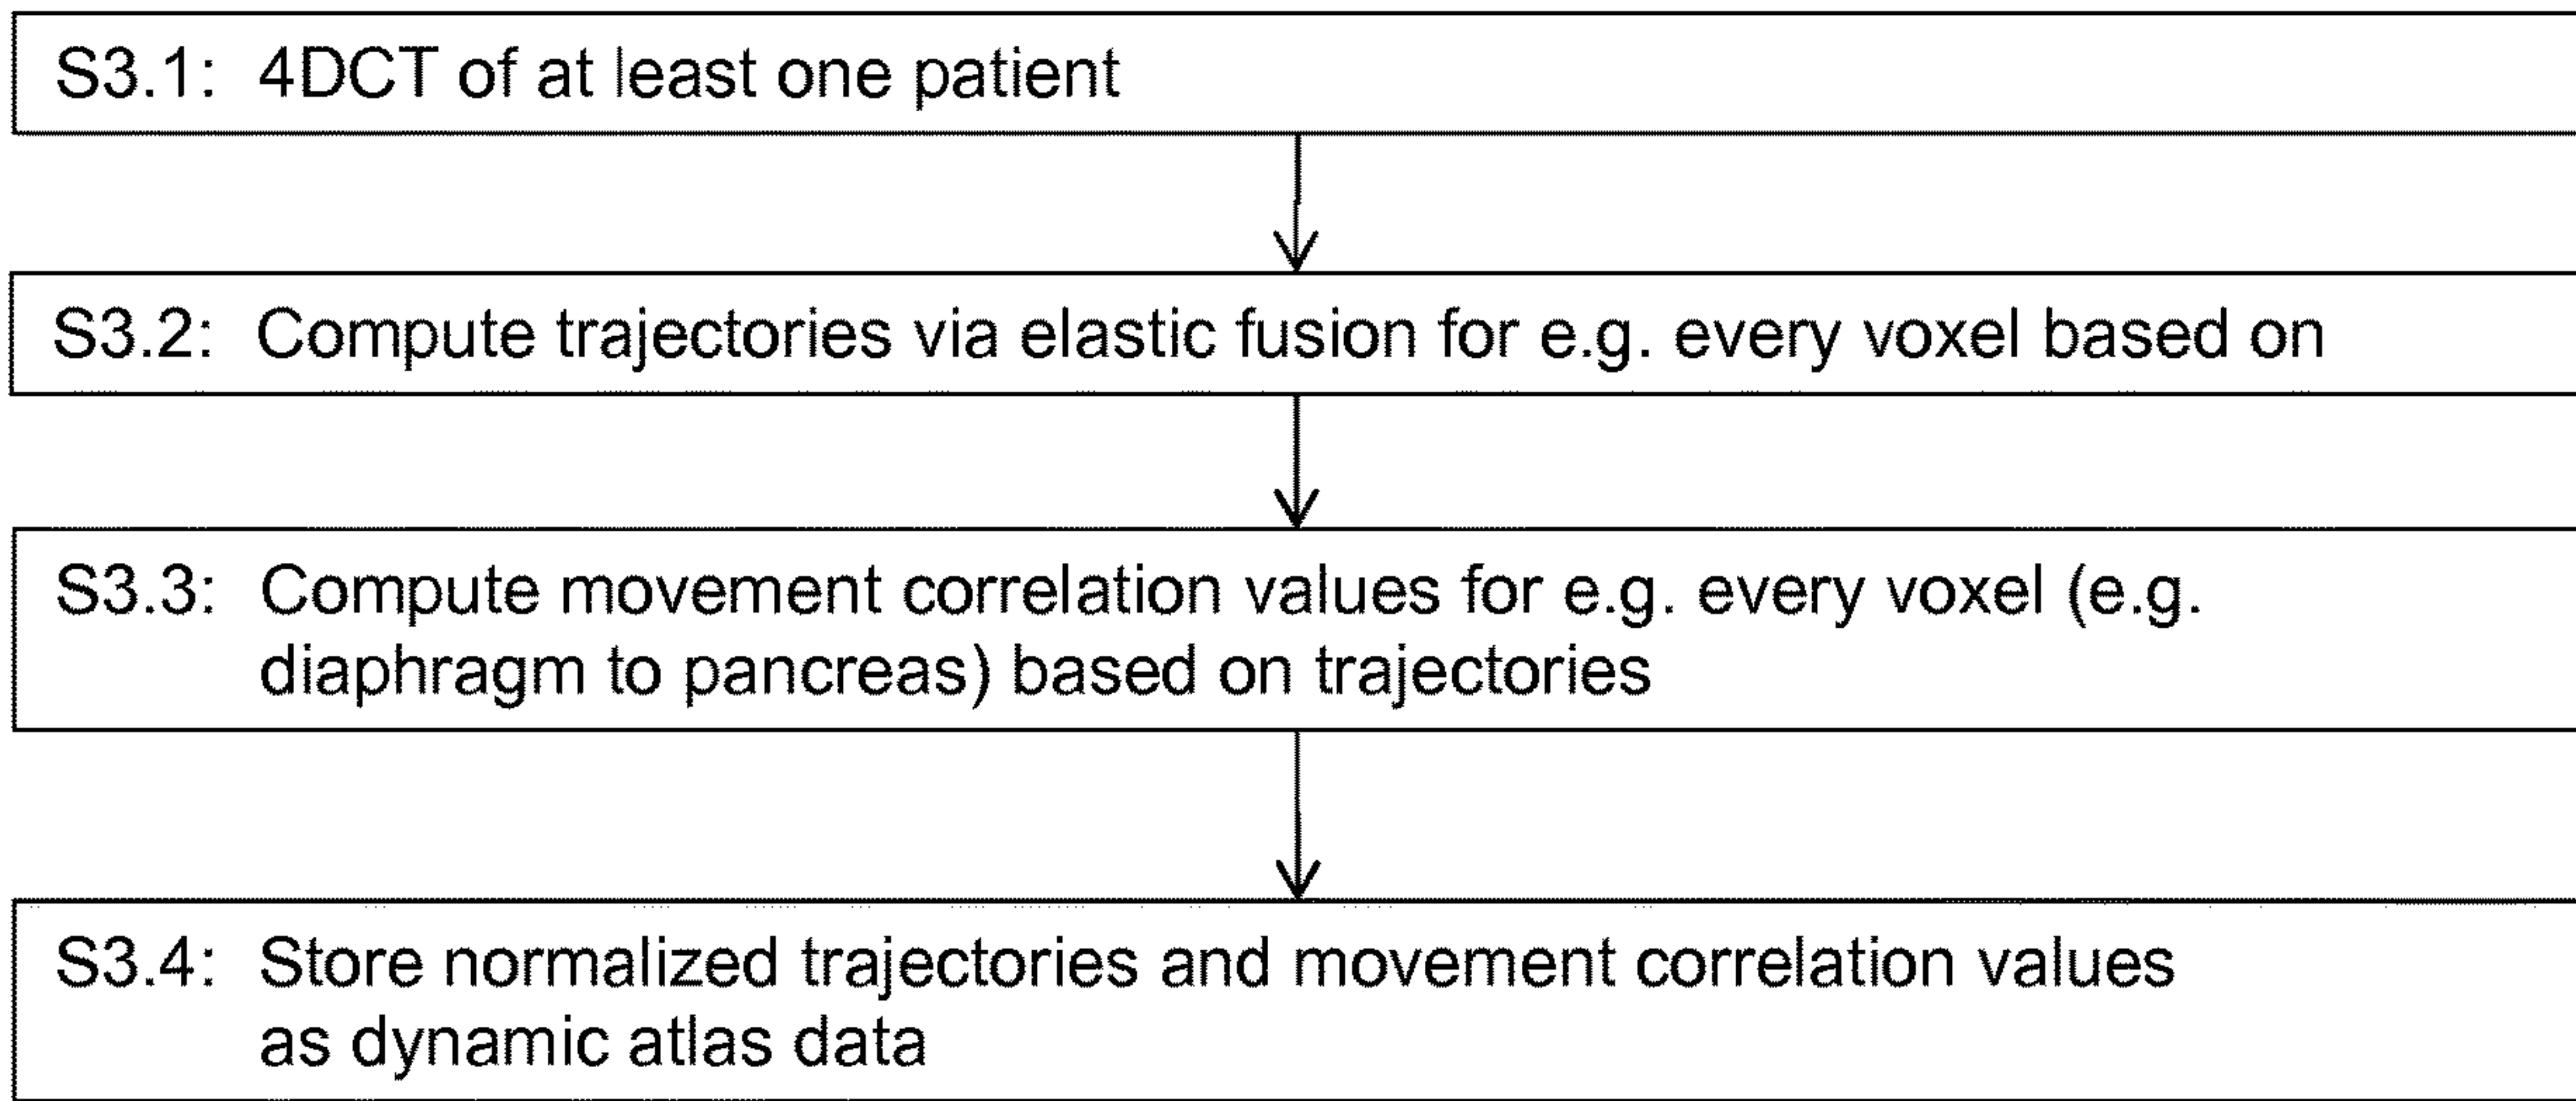 S3.1: 4DCT of at least one patient
S3.2: Compute trajectories via elastic fusion for e.g. every voxel based on
S3.3: Compute movement correlation values for e.g. every voxel (e.g.
diaphragm to pancreas) based on trajectories
S3.4: Store normalized trajectories and movement correlation values
as dynamic atlas data